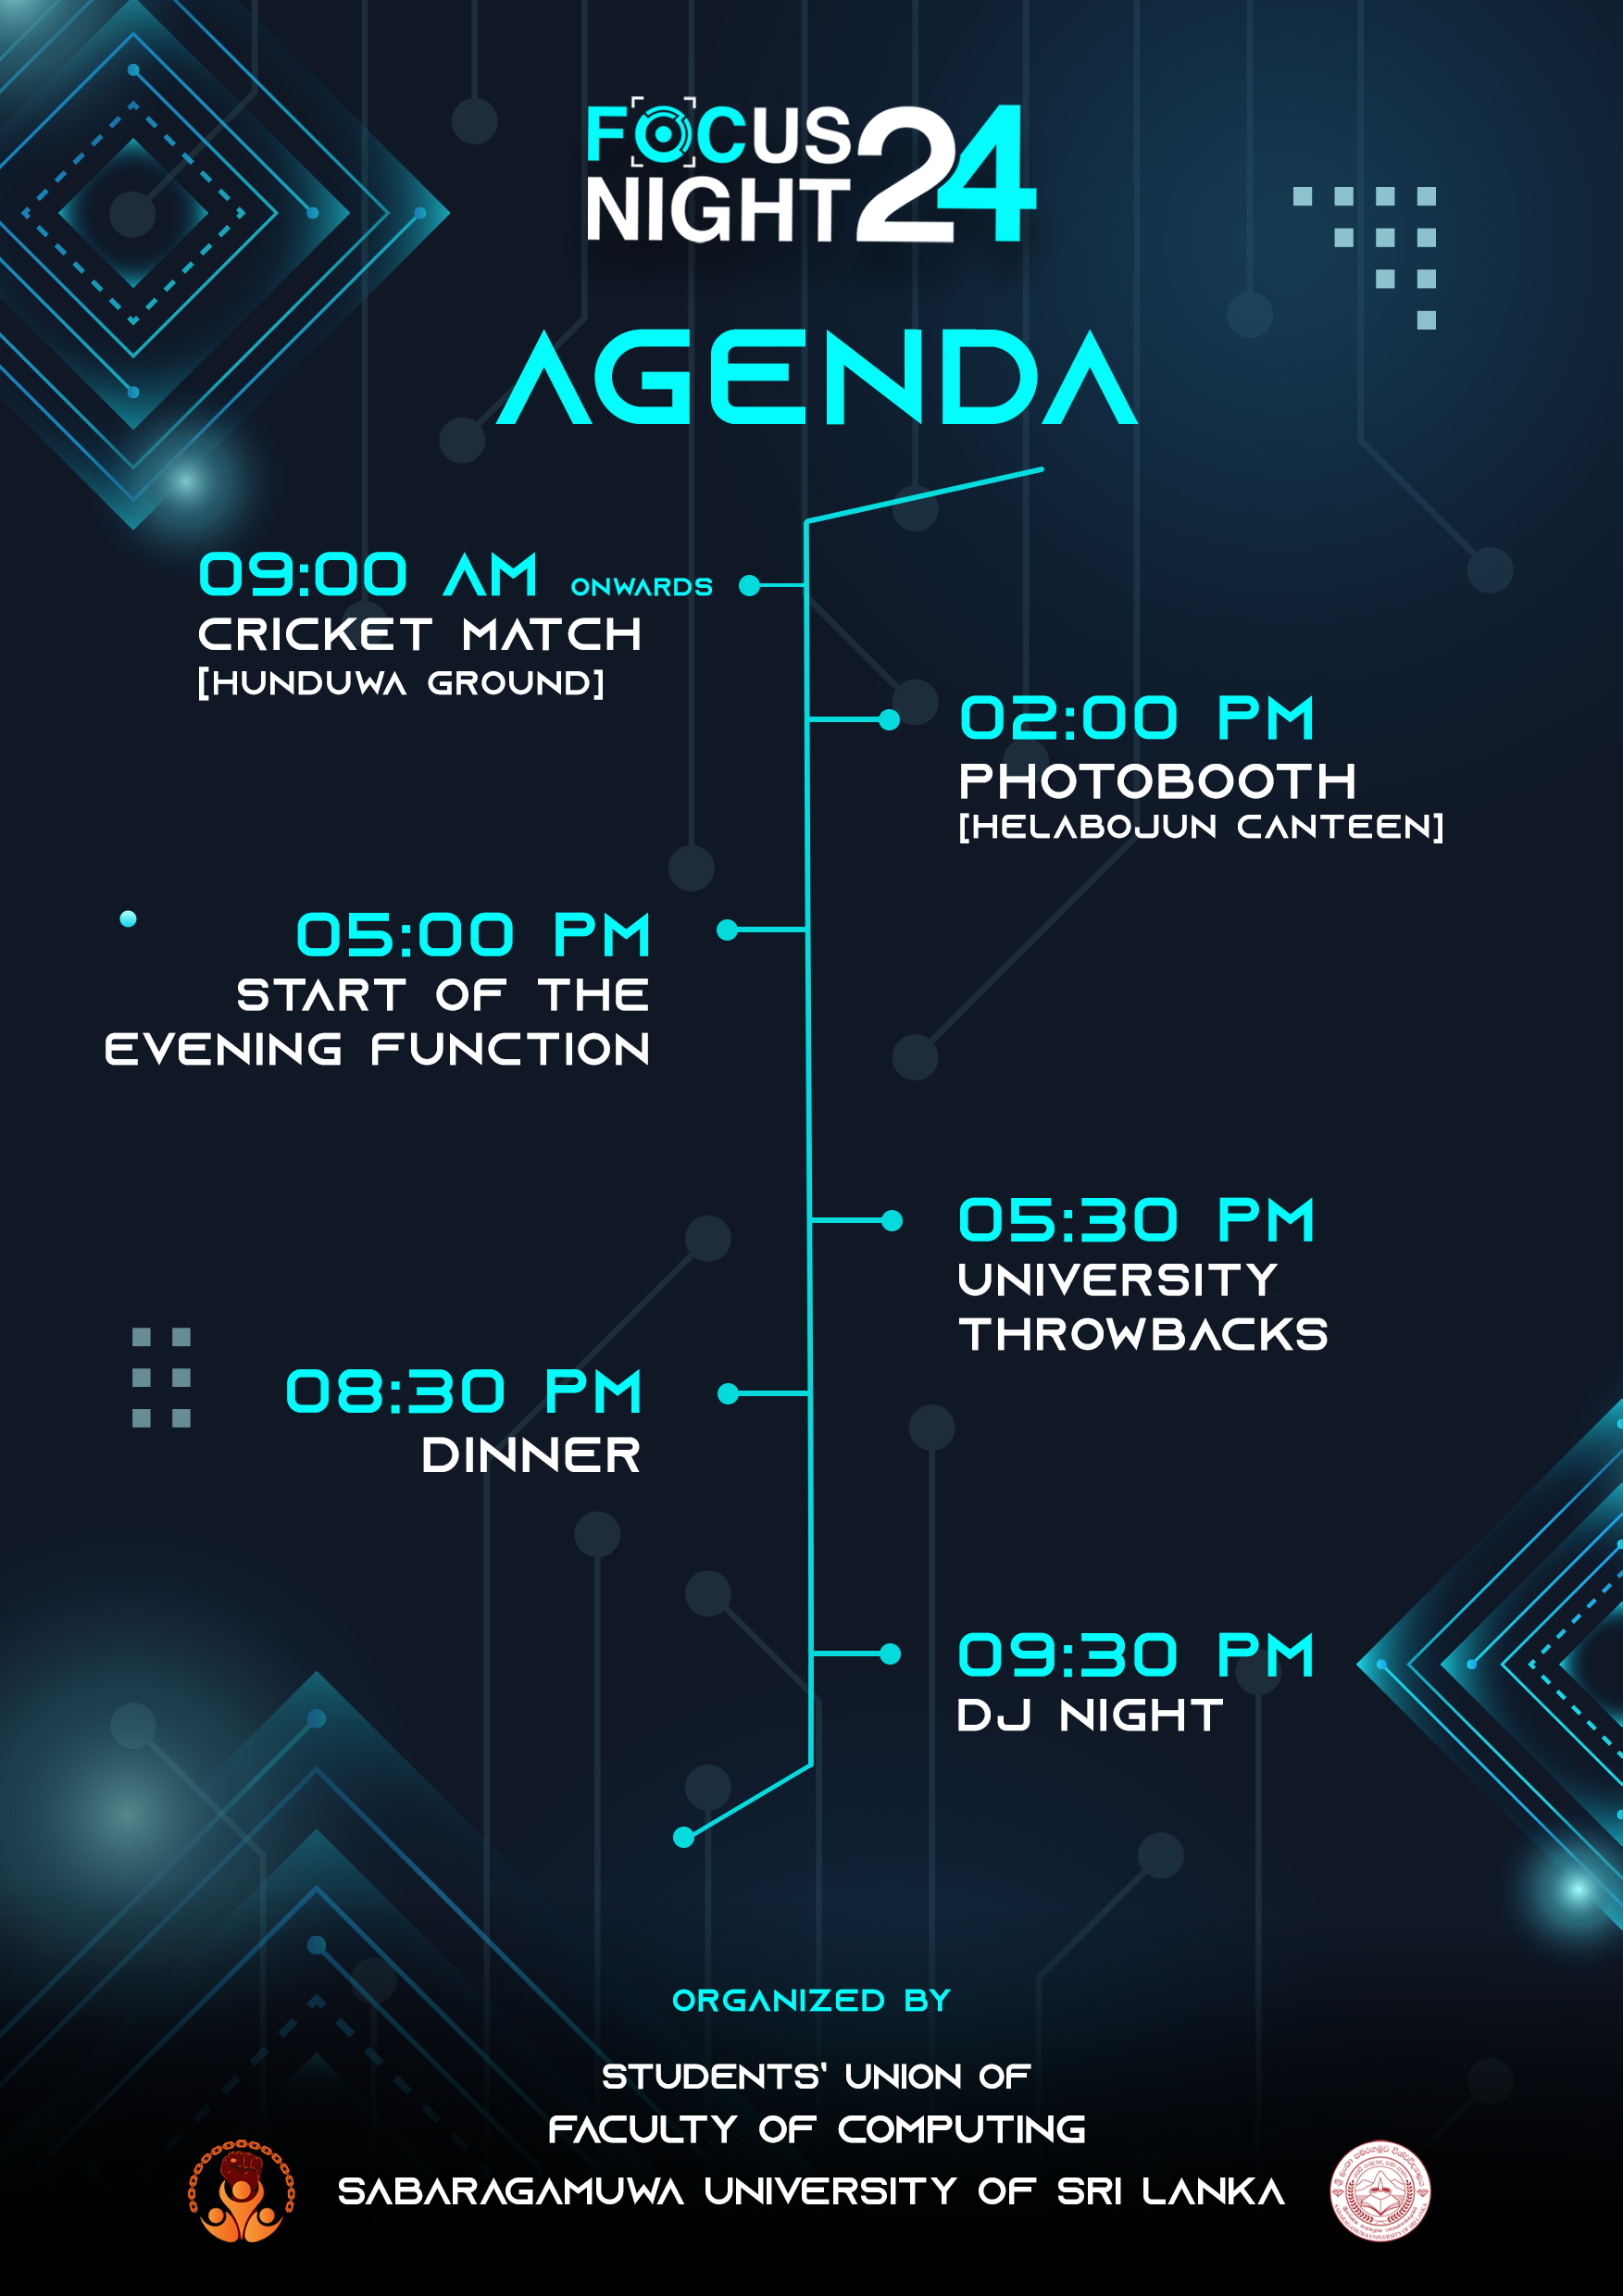 FOCUS
NIGHT 24
AGENDA
09:00 AM ONWARDS
CRICKET MATCH
[HUNDUWA GROUND]
02:00 PM
PHOTOBOOTH
[HELABOJUN CANTEEN]
05:00 PM
START OF THE
EVENING FUNCTION
05:30 PM
UNIVERSITY
THROWBACKS
08:30 PM
DINNER
09:30 PM
DJ NIGHT
ORGANIZED BY
STUDENTS' UNION OF
FACULTY OF COMPUTING
SABARAGAMUWA UNIVERSITY OF SRI LANKA